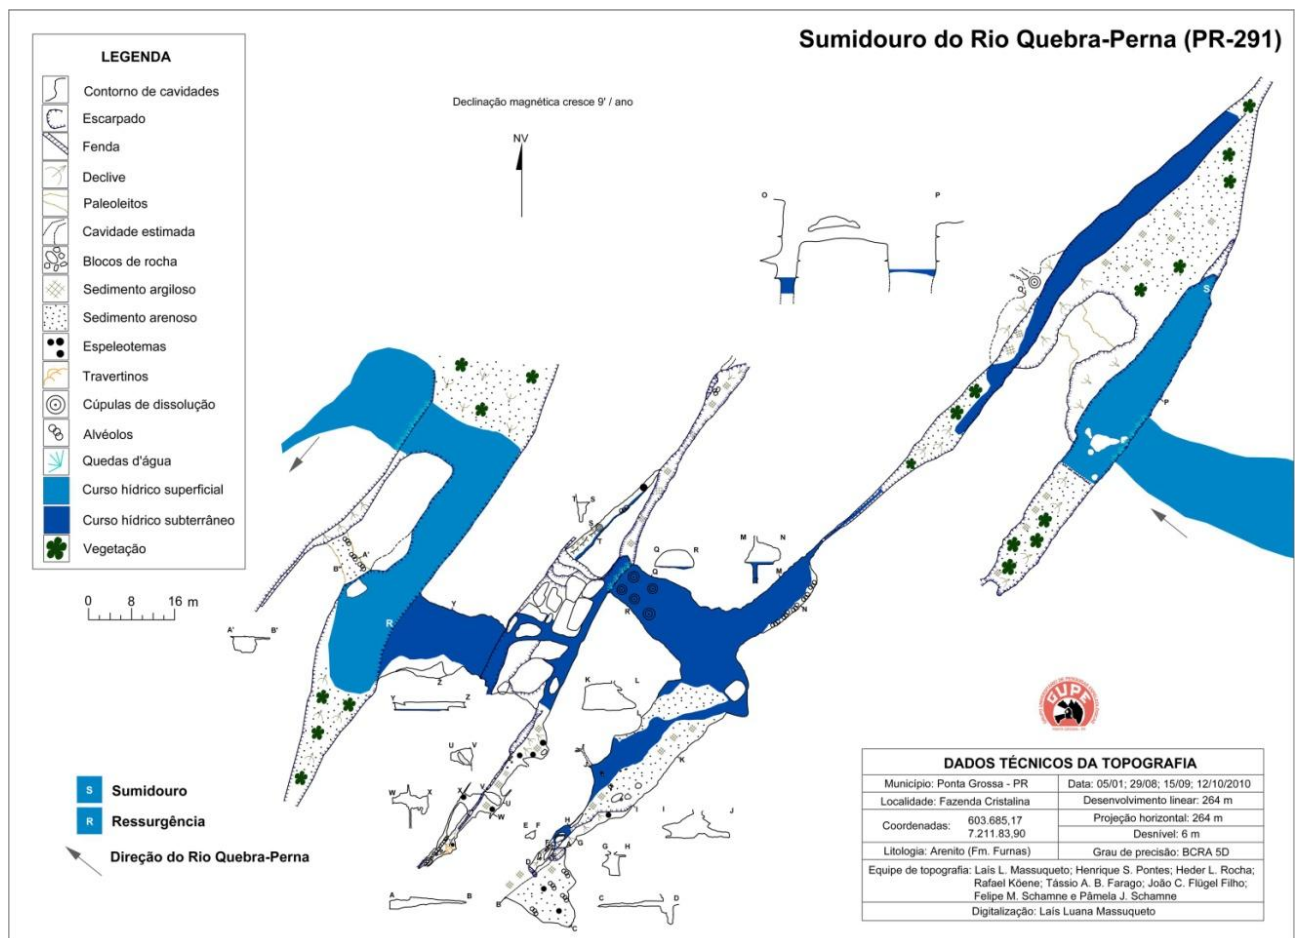 Sumidouro do Rio Quebra-Perna (PR-291)
LEGENDA
Contorno de cavidades
Escarpado
Fenda
Declive
Paleoleitos
Cavidade estimada
Blocos de rocha
Sedimento argiloso
Sedimento arenoso
Espeleotemas
Travertinos
Cúpulas de dissolução
Alvéolos
Quedas d'água
Curso hídrico superficial
Curso hídrico subterrâneo
Vegetação
0 8 16 m
Declinação magnética cresce 9' / ano
NV
O P
S
P
O
T S
S
T
Q R
Q
R
M N
M
N
A'
B'
A' B'
Y
R
Z
Y Z
K L
L
K
U V
X V
U
W
W X
E F
H
I
I J
G
G H
D
A B
B
C
C D
GUPE
S Sumidouro
R Ressurgência
Direção do Rio Quebra-Perna
DADOS TÉCNICOS DA TOPOGRAFIA
Município: Ponta Grossa - PR
Data: 05/01; 29/08; 15/09; 12/10/2010
Localidade: Fazenda Cristalina
Desenvolvimento linear: 264 m
Coordenadas: 603.685,17
7.211.83,90
Projeção horizontal: 264 m
Desnível: 6 m
Litologia: Arenito (Fm. Furnas)
Grau de precisão: BCRA 5D
Equipe de topografia: Laís L. Massuqueto; Henrique S. Pontes; Heder L. Rocha;
Rafael Köene; Tássio A. B. Farago; João C. Flügel Filho;
Felipe M. Schamne e Pâmela J. Schamne
Digitalização: Laís Luana Massuqueto